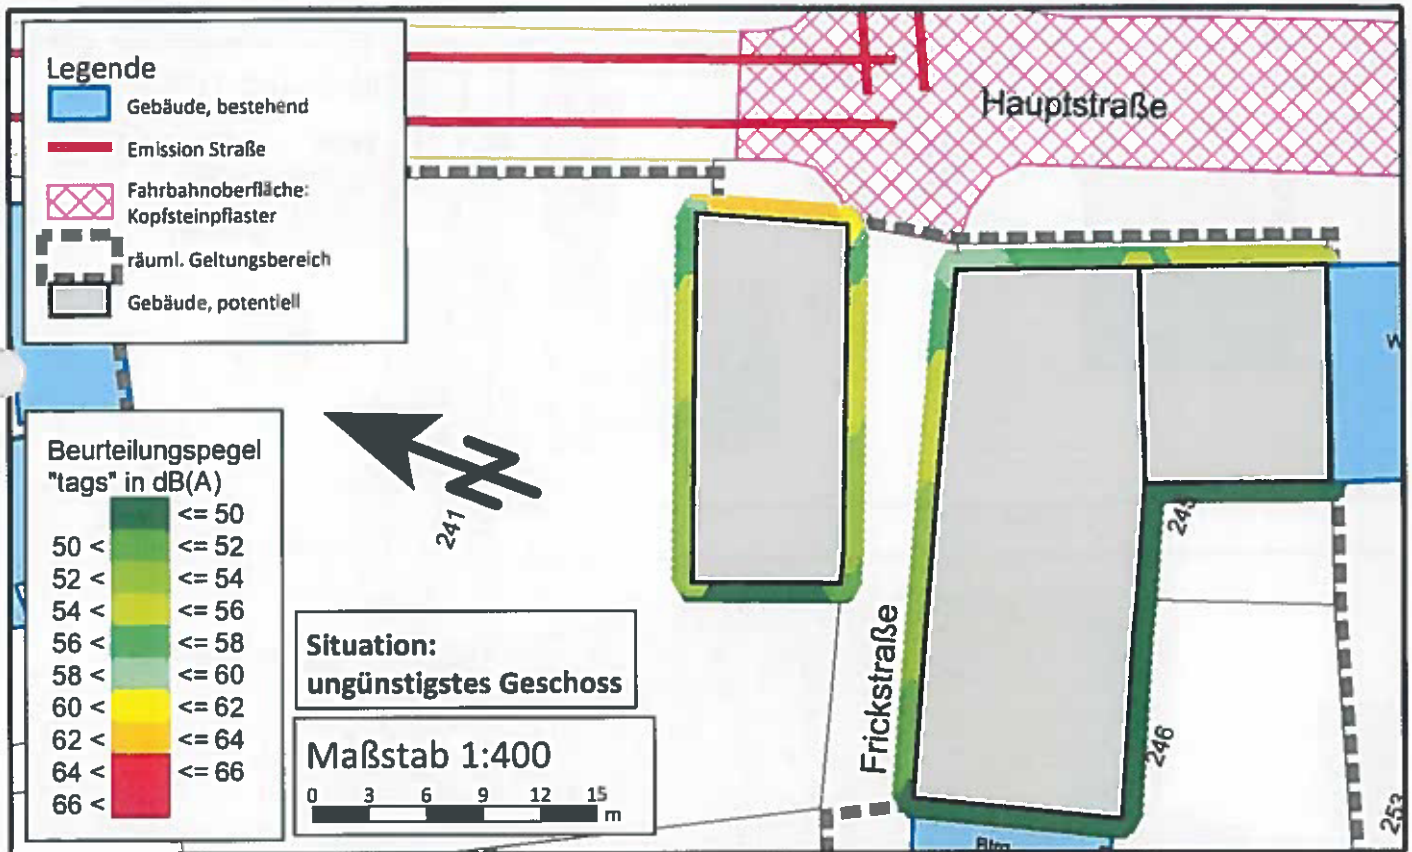 Legende
Gebäude, bestehend
Emission Straße
Fahrbahnoberfläche:
Kopfsteinpflaster
räuml. Geltungsbereich
Gebäude, potentiell
Hauptstraße
W
Beurteilungspegel
"tags" in dB(A)
<= 50
50 < <= 52
52 < <= 54
54 < <= 56
56 < <= 58
58 < <= 60
60 < <= 62
62 < <= 64
64 < <= 66
66 <
241
245
246
253
Frickstraße
Situation:
ungünstigstes Geschoss
Maßstab 1:400
0 3 6 9 12 15
m